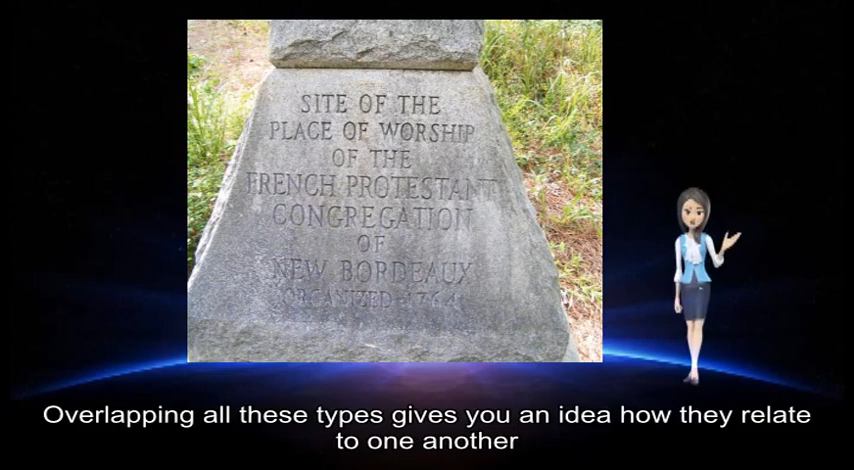 SITE OF THE
PLACE OF WORSHIP
OF THE
FRENCH PROTESTANT
CONGREGATION
OF
NEW BORDEAUX
ORGANIZED 1764
Overlapping all these types gives you an idea how they relate
to one another